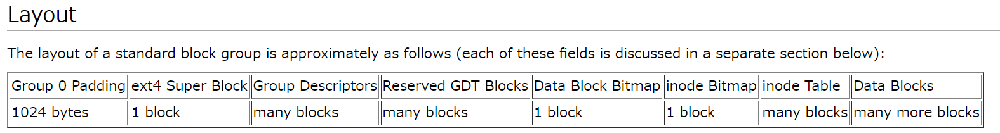 Layout
The layout of a standard block group is approximately as follows (each of these fields is discussed in a separate section below):
Group 0 Padding ext4 Super Block Group Descriptors Reserved GDT Blocks Data Block Bitmap inode Bitmap inode Table Data Blocks
1024 bytes 1 block many blocks many blocks 1 block 1 block many blocks many more blocks